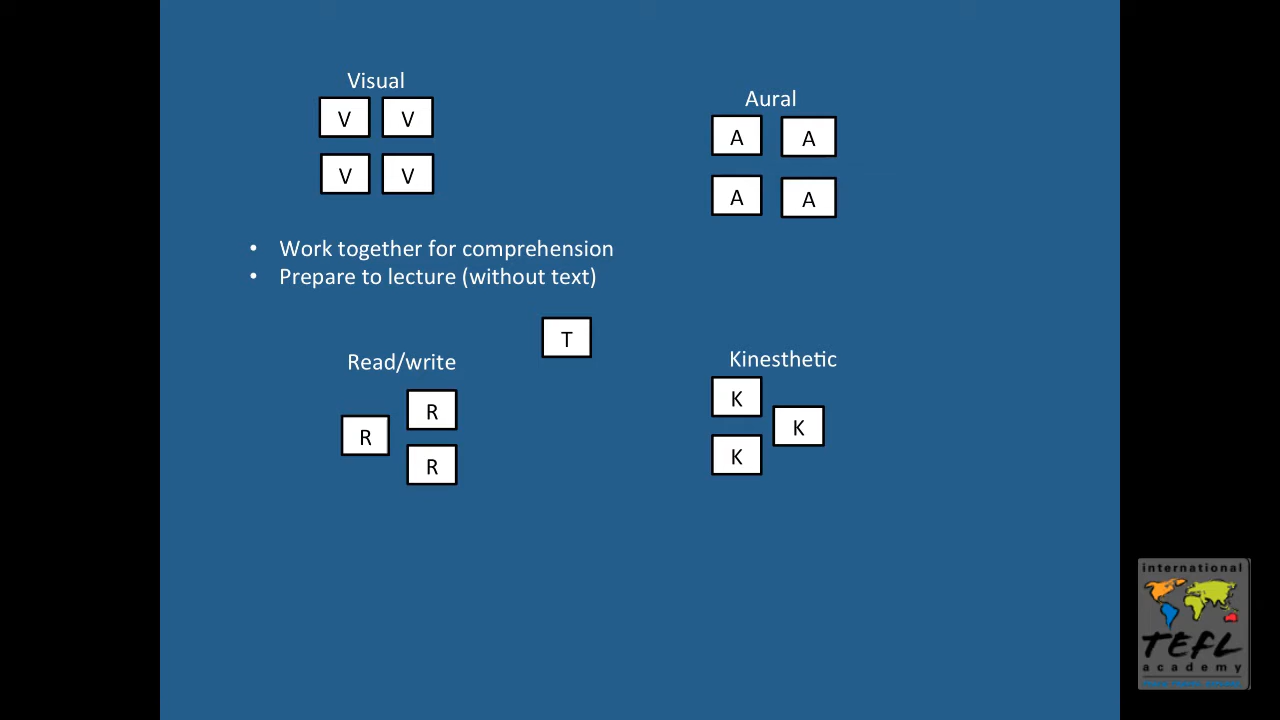 Visual
V V
V V
Aural
A A
A A
• Work together for comprehension
• Prepare to lecture (without text)
T
Read/write
R
R
R
Kinesthetic
K
K
K
international
TEFL
academy